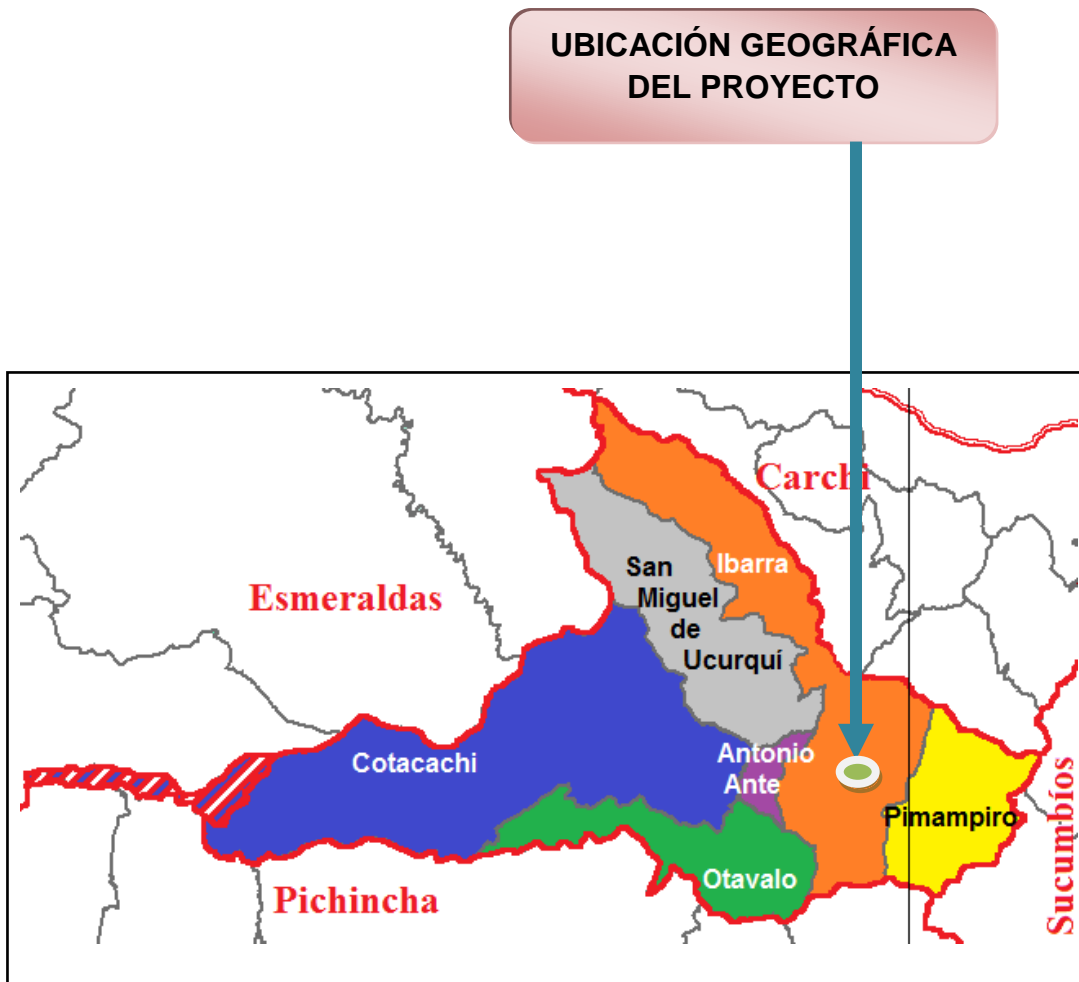 UBICACIÓN GEOGRÁFICA
DEL PROYECTO
Carchi
Ibarra
San
Miguel
de
Ucurquí
Esmeraldas
Antonio
Ante
Cotacachi
Pimampiro
Otavalo
Pichincha
Sucumbíos